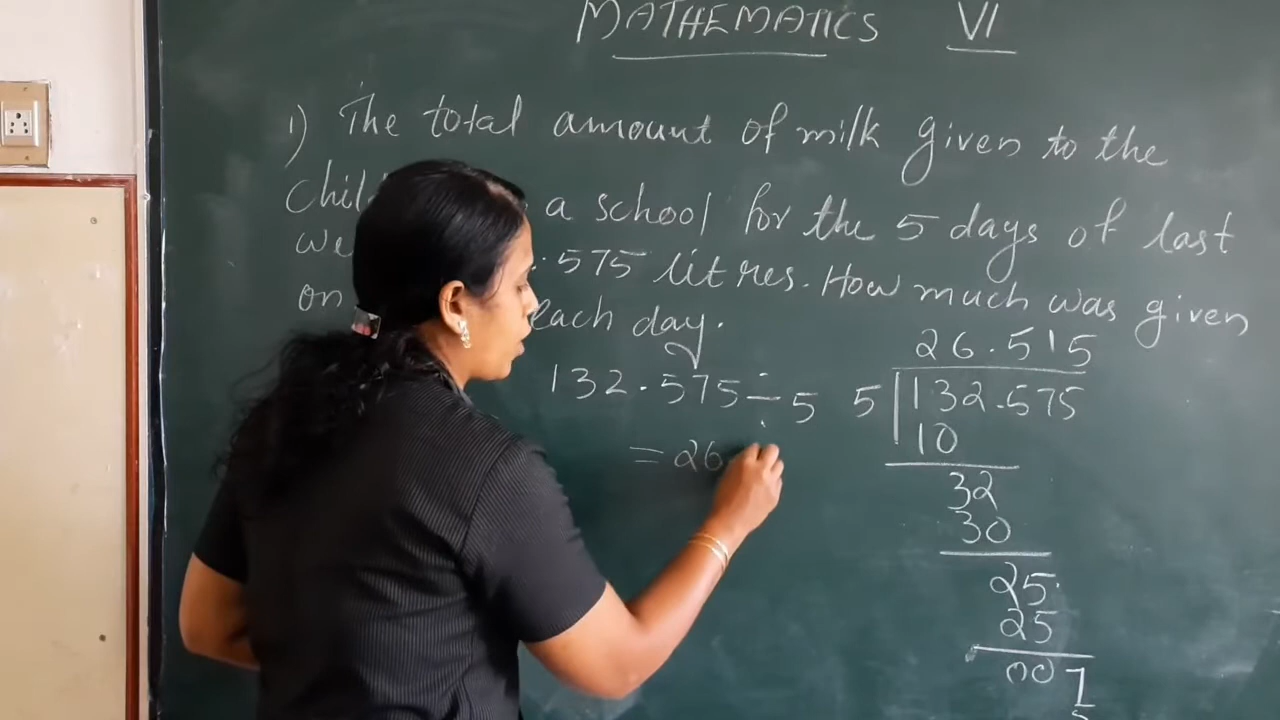 MATHEMATICS VI
1) The total amount of milk given to the
a school for the 5 days of last
.575 litres. How much was given
on each day.
26.515
132.575 ÷ 5
5 132.575
= 26
10
32
30
25
25
00 7